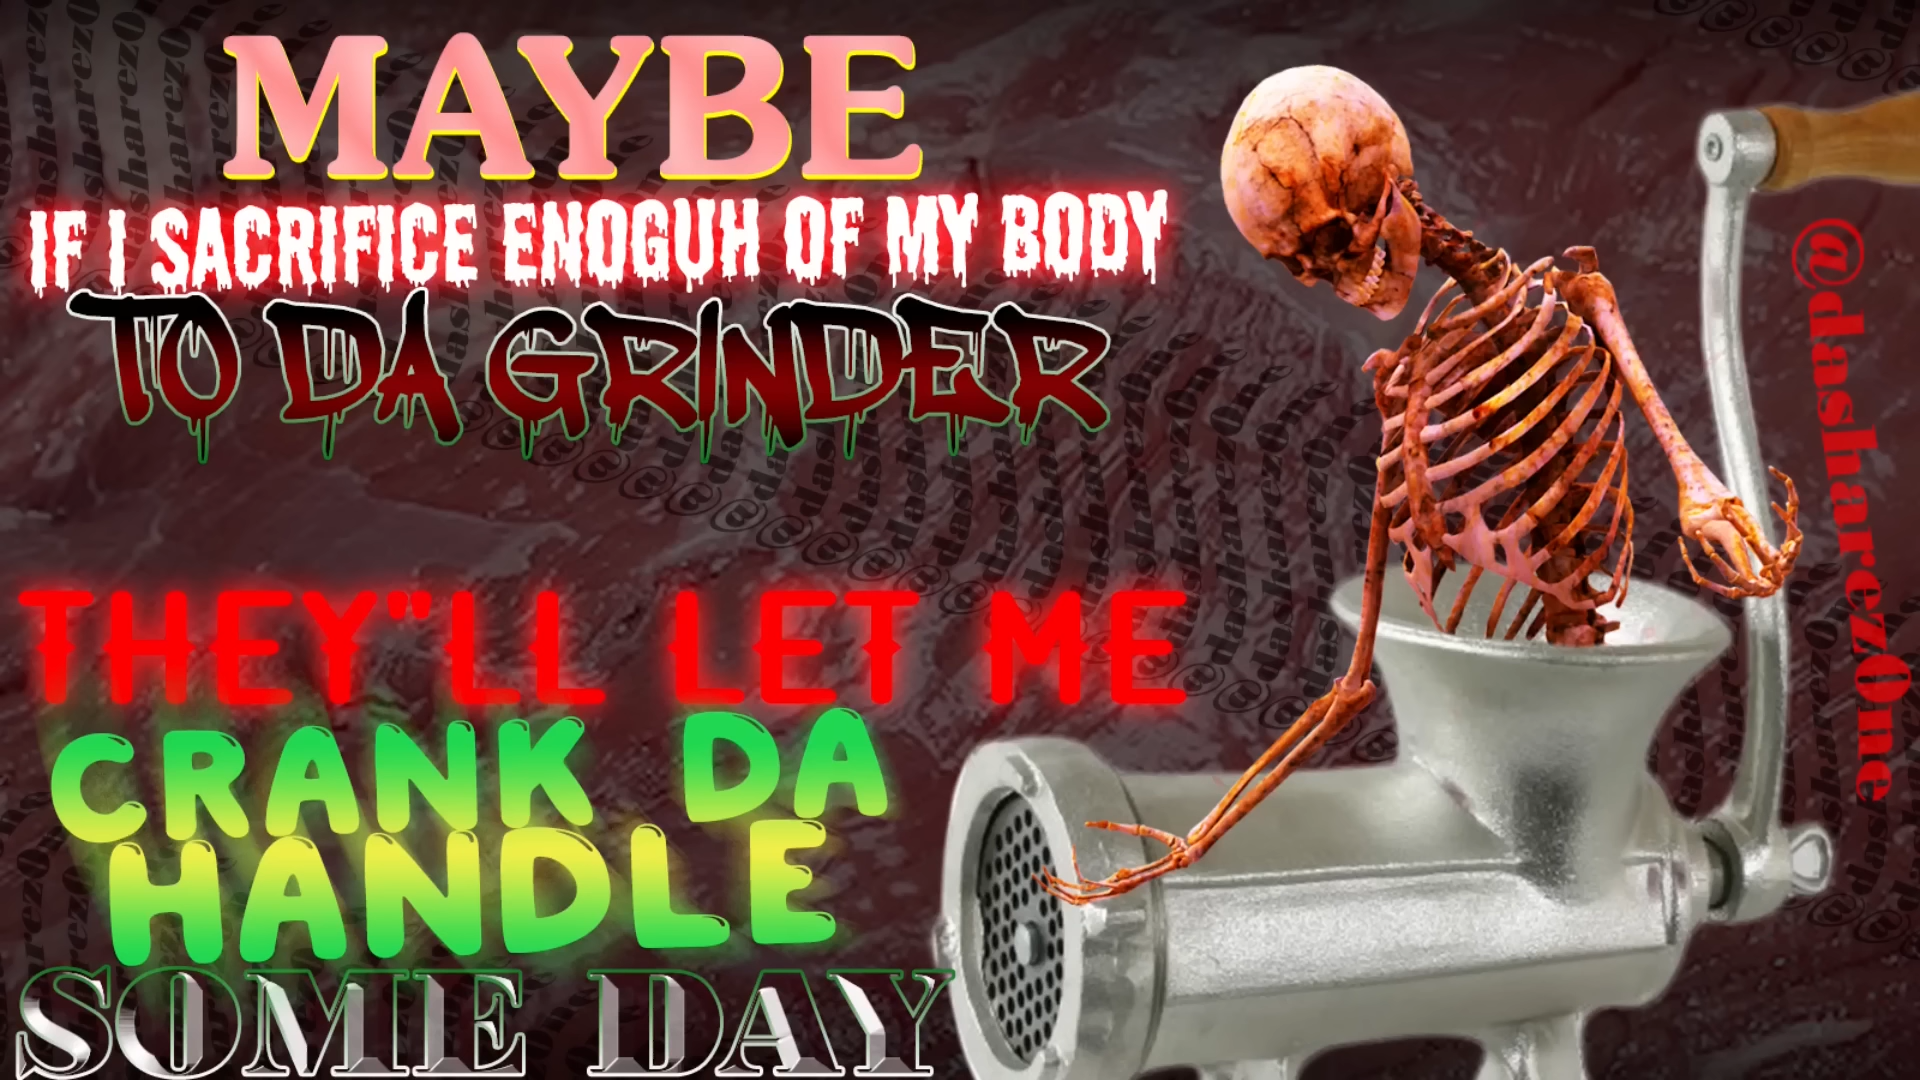 MAYBE
IF I SACRIFICE ENOGUH OF MY BODY
TO DA GRINDER
THEY"LL LET ME
CRANK DA
HANDLE
SOME DAY
@dasharez0ne